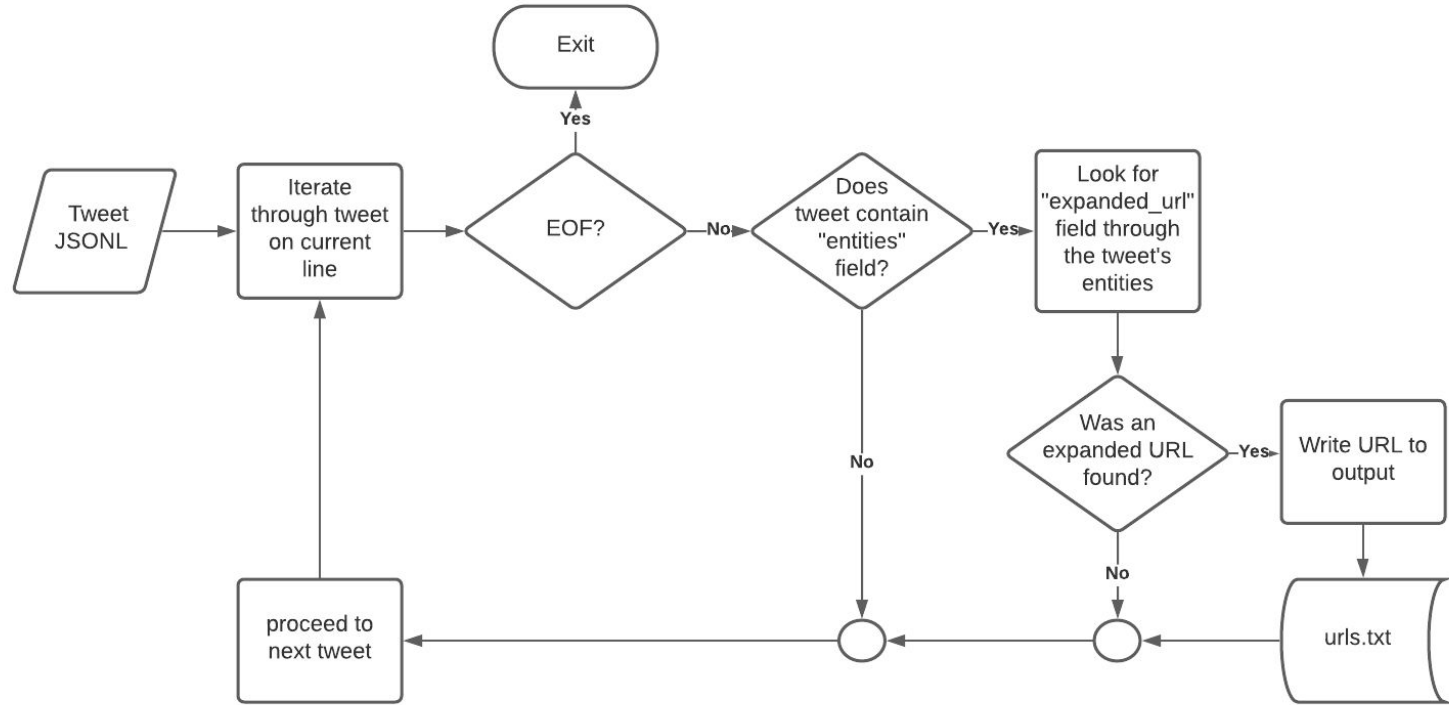 Exit
Yes
Tweet
JSONL
Iterate
through tweet
on current
line
EOF?
No
Does
tweet contain
"entities"
field?
Yes
Look for
"expanded_url"
field through
the tweet's
entities
Was an
expanded URL
found?
Yes
Write URL to
output
No
No
proceed to
next tweet
urls.txt